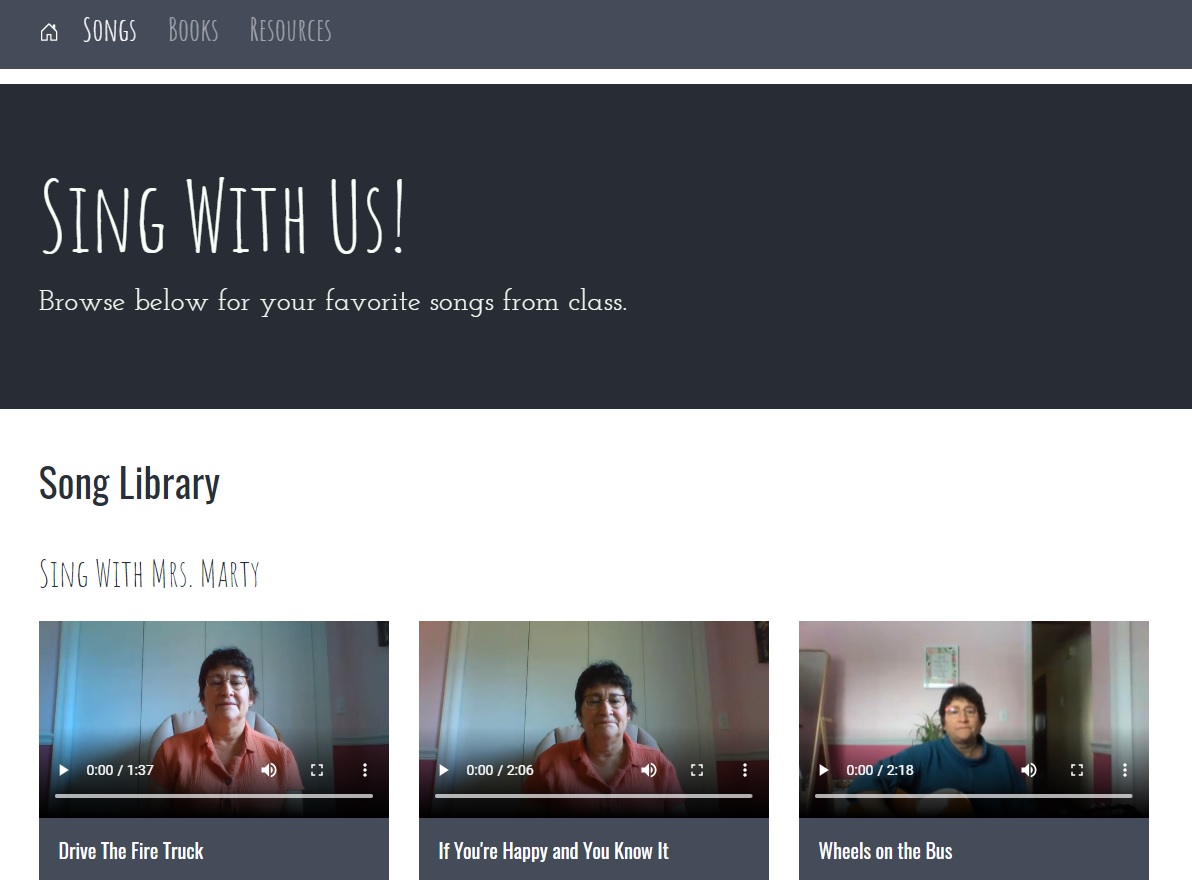 Songs Books Resources
Sing With Us!
Browse below for your favorite songs from class.
Song Library
Sing With Mrs. Marty
0:00 / 1:37 0:00 / 2:06 0:00 / 2:18
Drive The Fire Truck If You're Happy and You Know It Wheels on the Bus